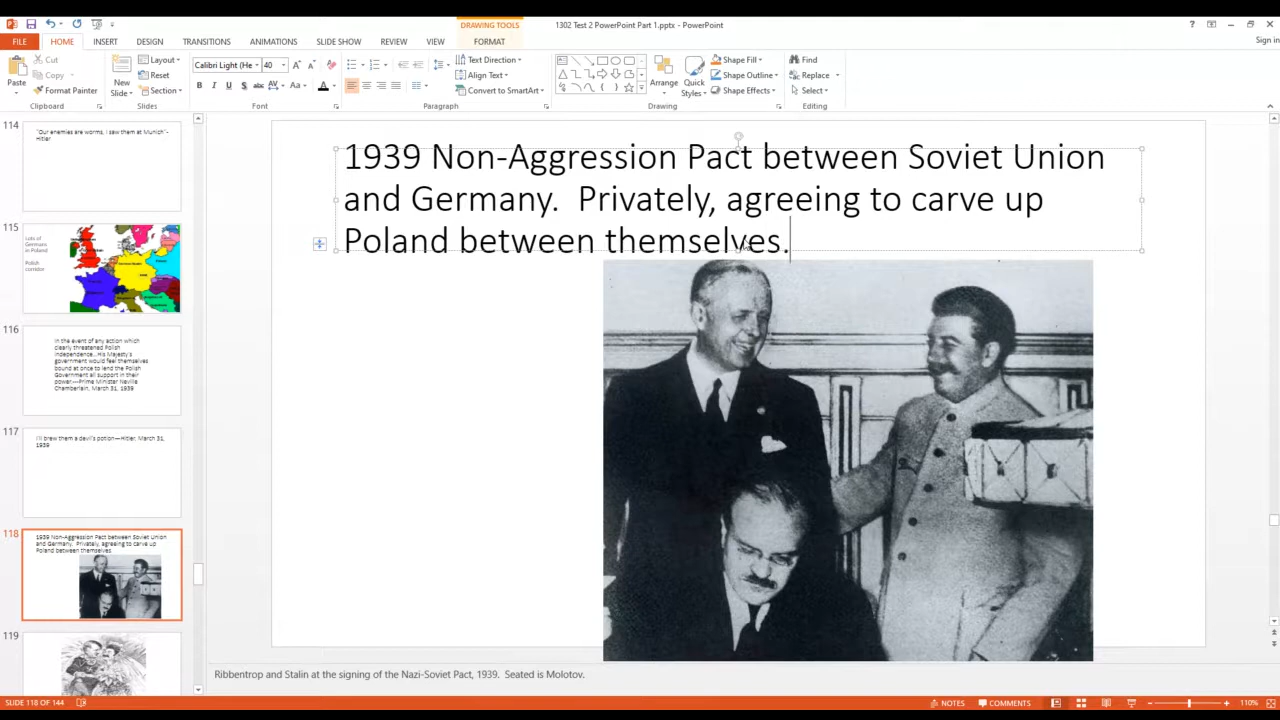 1302 Test 2 PowerPoint Part 1.pptx - PowerPoint
DRAWING TOOLS
Sign in
FILE HOME INSERT DESIGN TRANSITIONS ANIMATIONS SLIDE SHOW REVIEW VIEW FORMAT
Paste
Cut
Copy
Format Painter
Clipboard
New Slide
Layout
Reset
Section
Slides
Calibri Light (He 40
Font
Text Direction
Align Text
Convert to SmartArt
Paragraph
Arrange
Quick Styles
Shape Fill
Shape Outline
Shape Effects
Drawing
Find
Replace
Select
Editing
114
"Our enemies are worms, I saw them at Munich"-
Hitler
115
Lots of
Germans
in Poland
Polish
corridor
116
In the event of any action which
clearly threatened Polish
independence,. His Majesty's
government would feel themselves
bound at once to lend the Polish
Government all support in their
power.—Prime Minister Neville
Chamberlain, March 31, 1939
117
I'll brew them a devil's potion—Hitler, March 31,
1939
118
1939 Non-Aggression Pact between Soviet Union
and Germany. Privately, agreeing to carve up
Poland between themselves.
119
1939 Non-Aggression Pact between Soviet Union
and Germany.  Privately, agreeing to carve up
Poland between themselves.
Ribbentrop and Stalin at the signing of the Nazi-Soviet Pact, 1939.  Seated is Molotov.
SLIDE 118 OF 144
NOTES
COMMENTS
110%